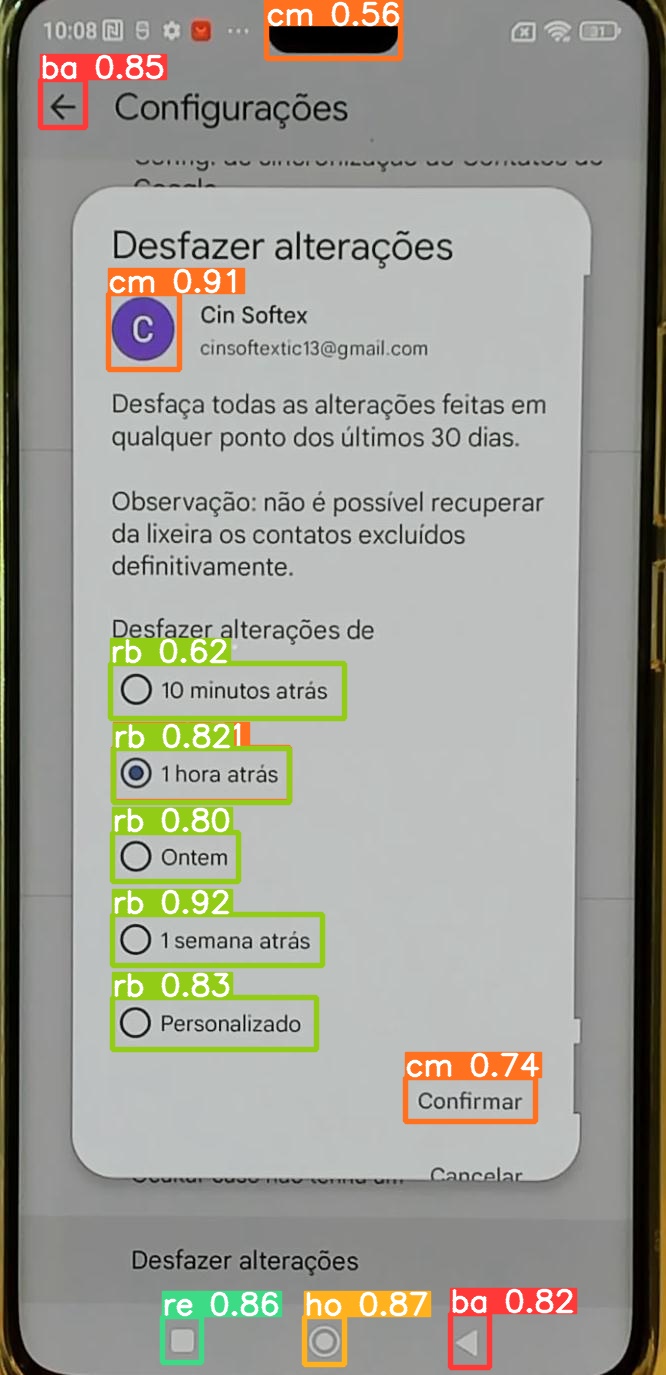 cm 0.56
10:08
31
ba 0.85
Configurações
Google
Desfazer alterações
cm 0.91
C
Cin Softex
cinsoftextic13@gmail.com
Desfaça todas as alterações feitas em
qualquer ponto dos últimos 30 dias.
Observação: não é possível recuperar
da lixeira os contatos excluídos
definitivamente.
Desfazer alterações de
rb 0.62
10 minutos atrás
rb 0.821
1 hora atrás
rb 0.80
Ontem
rb 0.92
1 semana atrás
rb 0.83
Personalizado
cm 0.74
Confirmar
Cancelar
Desfazer alterações
re 0.86
ho 0.87
ba 0.82